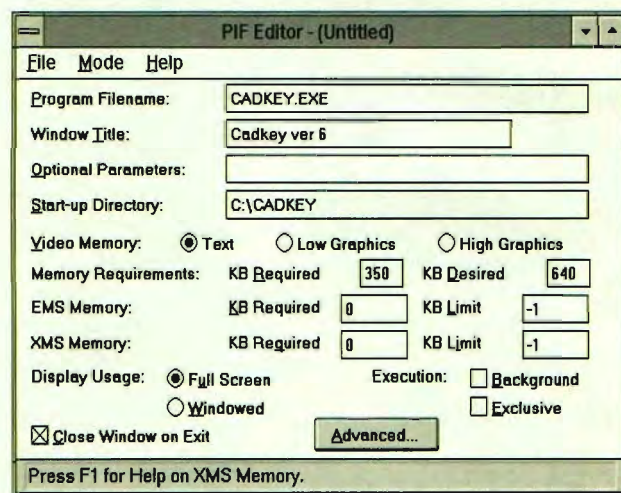 PIF Editor - (Untitled)
File Mode Help
Program Filename: CADKEY.EXE
Window Title: Cadkey ver 6
Optional Parameters:
Start-up Directory: C:\CADKEY
Video Memory: Text Low Graphics High Graphics
Memory Requirements: KB Required 350 KB Desired 640
EMS Memory: KB Required 0 KB Limit -1
XMS Memory: KB Required 0 KB Limit -1
Display Usage: Full Screen Execution: Background
Windowed Exclusive
Close Window on Exit Advanced...
Press F1 for Help on XMS Memory.